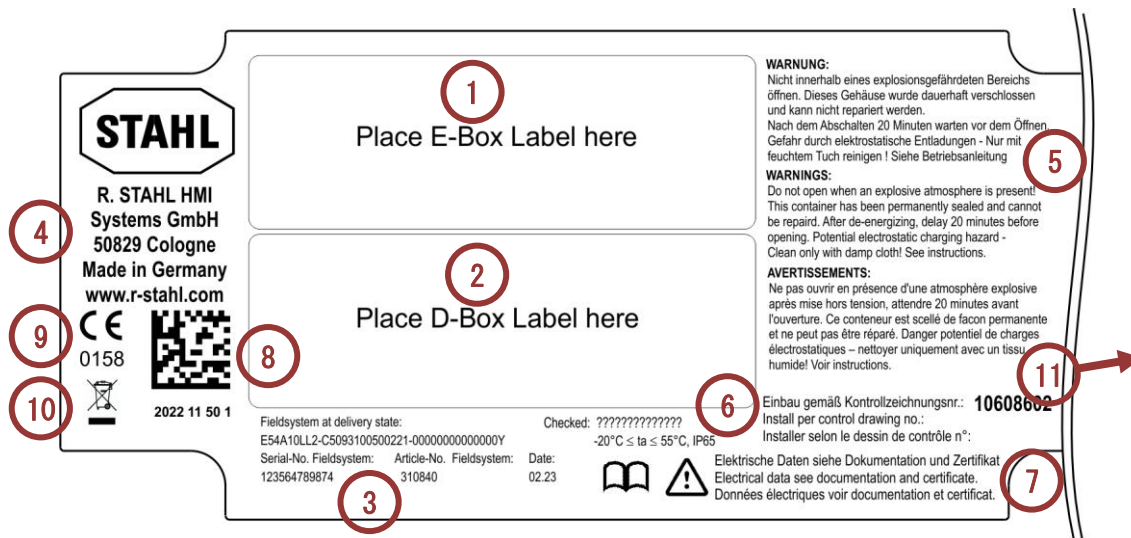 STAHL
R. STAHL HMI
Systems GmbH
50829 Cologne
Made in Germany
www.r-stahl.com
4
9
0158
10
8
2022 11 50 1
1
Place E-Box Label here
2
Place D-Box Label here
Fieldsystem at delivery state:
E54A10LL2-C5093100500221-00000000000000Y
Serial-No. Fieldsystem: Article-No. Fieldsystem: Date:
123564789874 310840 02.23
3
Checked: ??????????????
-20°C ≤ ta ≤ 55°C, IP65
6
WARNUNG:
Nicht innerhalb eines explosionsgefährdeten Bereichs
öffnen. Dieses Gehäuse wurde dauerhaft verschlossen
und kann nicht repariert werden.
Nach dem Abschalten 20 Minuten warten vor dem Öffnen.
Gefahr durch elektrostatische Entladungen - Nur mit
feuchtem Tuch reinigen ! Siehe Betriebsanleitung
5
WARNINGS:
Do not open when an explosive atmosphere is present!
This container has been permanently sealed and cannot
be repaird. After de-energizing, delay 20 minutes before
opening. Potential electrostatic charging hazard -
Clean only with damp cloth! See instructions.
AVERTISSEMENTS:
Ne pas ouvrir en présence d'une atmosphère explosive
après mise hors tension, attendre 20 minutes avant
l'ouverture. Ce conteneur est scellé de facon permanente
et ne peut pas être réparé. Danger potentiel de charges
électrostatiques – nettoyer uniquement avec un tissu
humide! Voir instructions.
11
Einbau gemäß Kontrollzeichnungsnr.: 10608602
Install per control drawing no.:
Installer selon le dessin de contrôle n°:
Elektrische Daten siehe Dokumentation und Zertifikat
Electrical data see documentation and certificate.
Données électriques voir documentation et certificat.
7